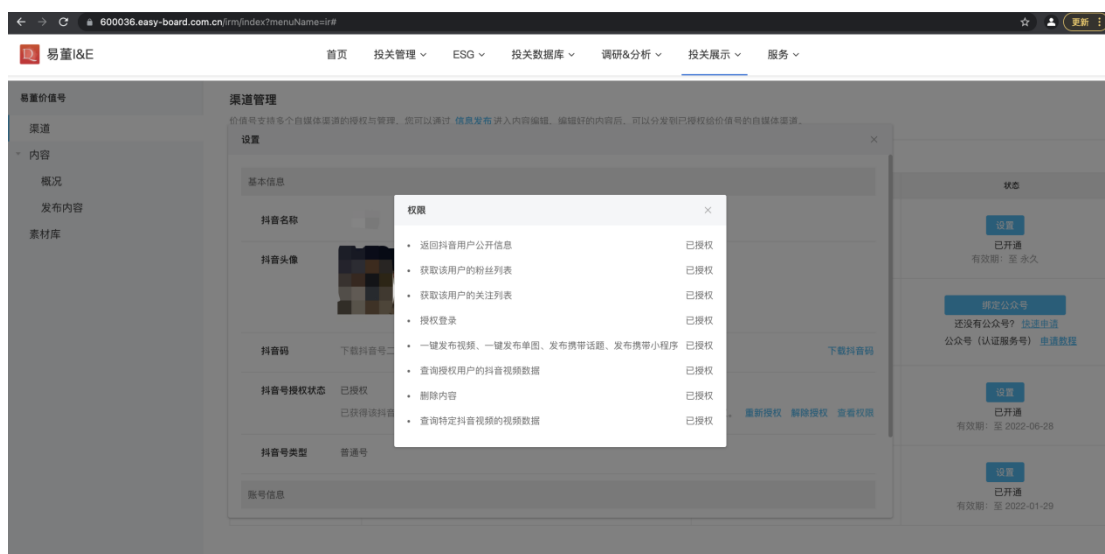 600036.easy-board.com.cn/irm/index?menuName=ir#
更新
易董I&E
首页 投关管理 ESG 投关数据库 调研&分析 投关展示 服务
易董价值号
渠道
内容
概况
发布内容
素材库
渠道管理
价值号支持多个自媒体渠道的授权与管理。您可以通过 信息发布 进入内容编辑。编辑好的内容后，可以分发到已授权给价值号的自媒体渠道。
设置
基本信息
抖音名称
抖音头像
抖音码 下载抖音号二
下载抖音码
抖音号授权状态 已授权
已获得该抖音
重新授权 解除授权 查看权限
抖音号类型 普通号
账号信息
权限
返回抖音用户公开信息 已授权
获取该用户的粉丝列表 已授权
获取该用户的关注列表 已授权
授权登录 已授权
一键发布视频、一键发布单图、发布携带话题、发布携带小程序 已授权
查询授权用户的抖音视频数据 已授权
删除内容 已授权
查询特定抖音视频的视频数据 已授权
状态
设置
已开通
有效期：至 永久
绑定公众号
还没有公众号？ 快速申请
公众号（认证服务号） 申请教程
设置
已开通
有效期：至 2022-06-28
设置
已开通
有效期：至 2022-01-29